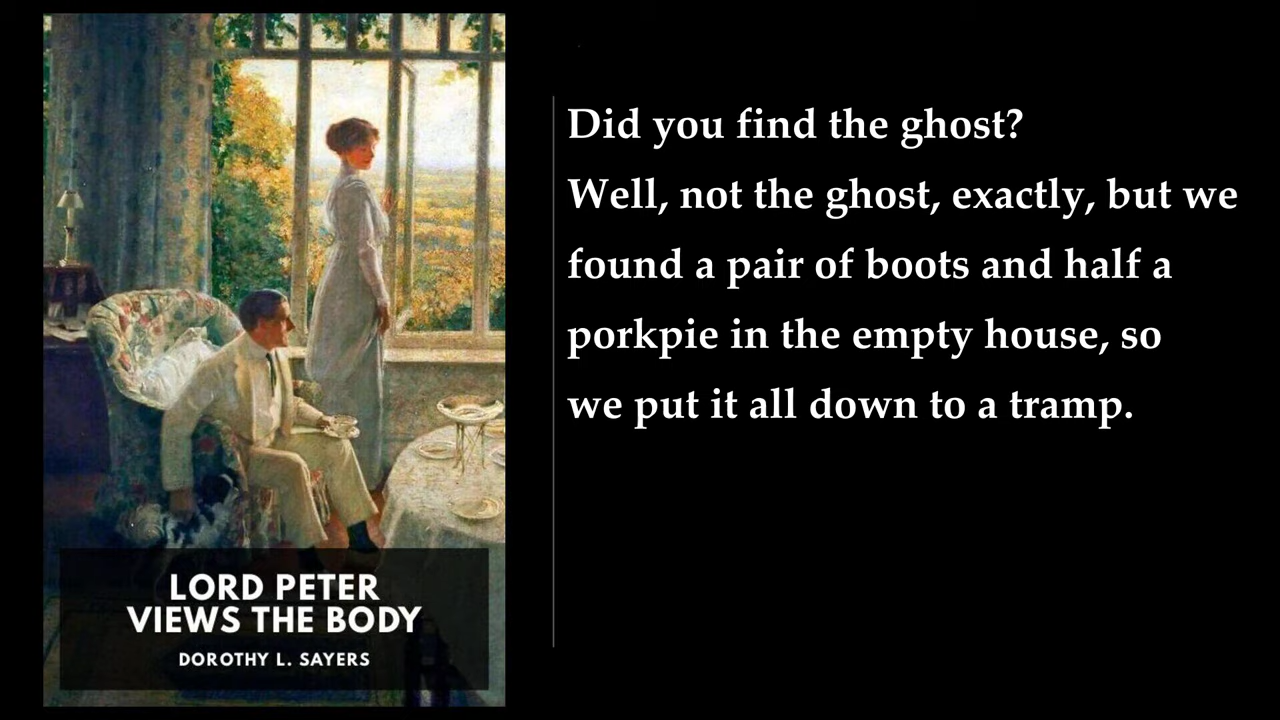 LORD PETER
VIEWS THE BODY
DOROTHY L. SAYERS
Did you find the ghost?
Well, not the ghost, exactly, but we
found a pair of boots and half a
porkpie in the empty house, so
we put it all down to a tramp.